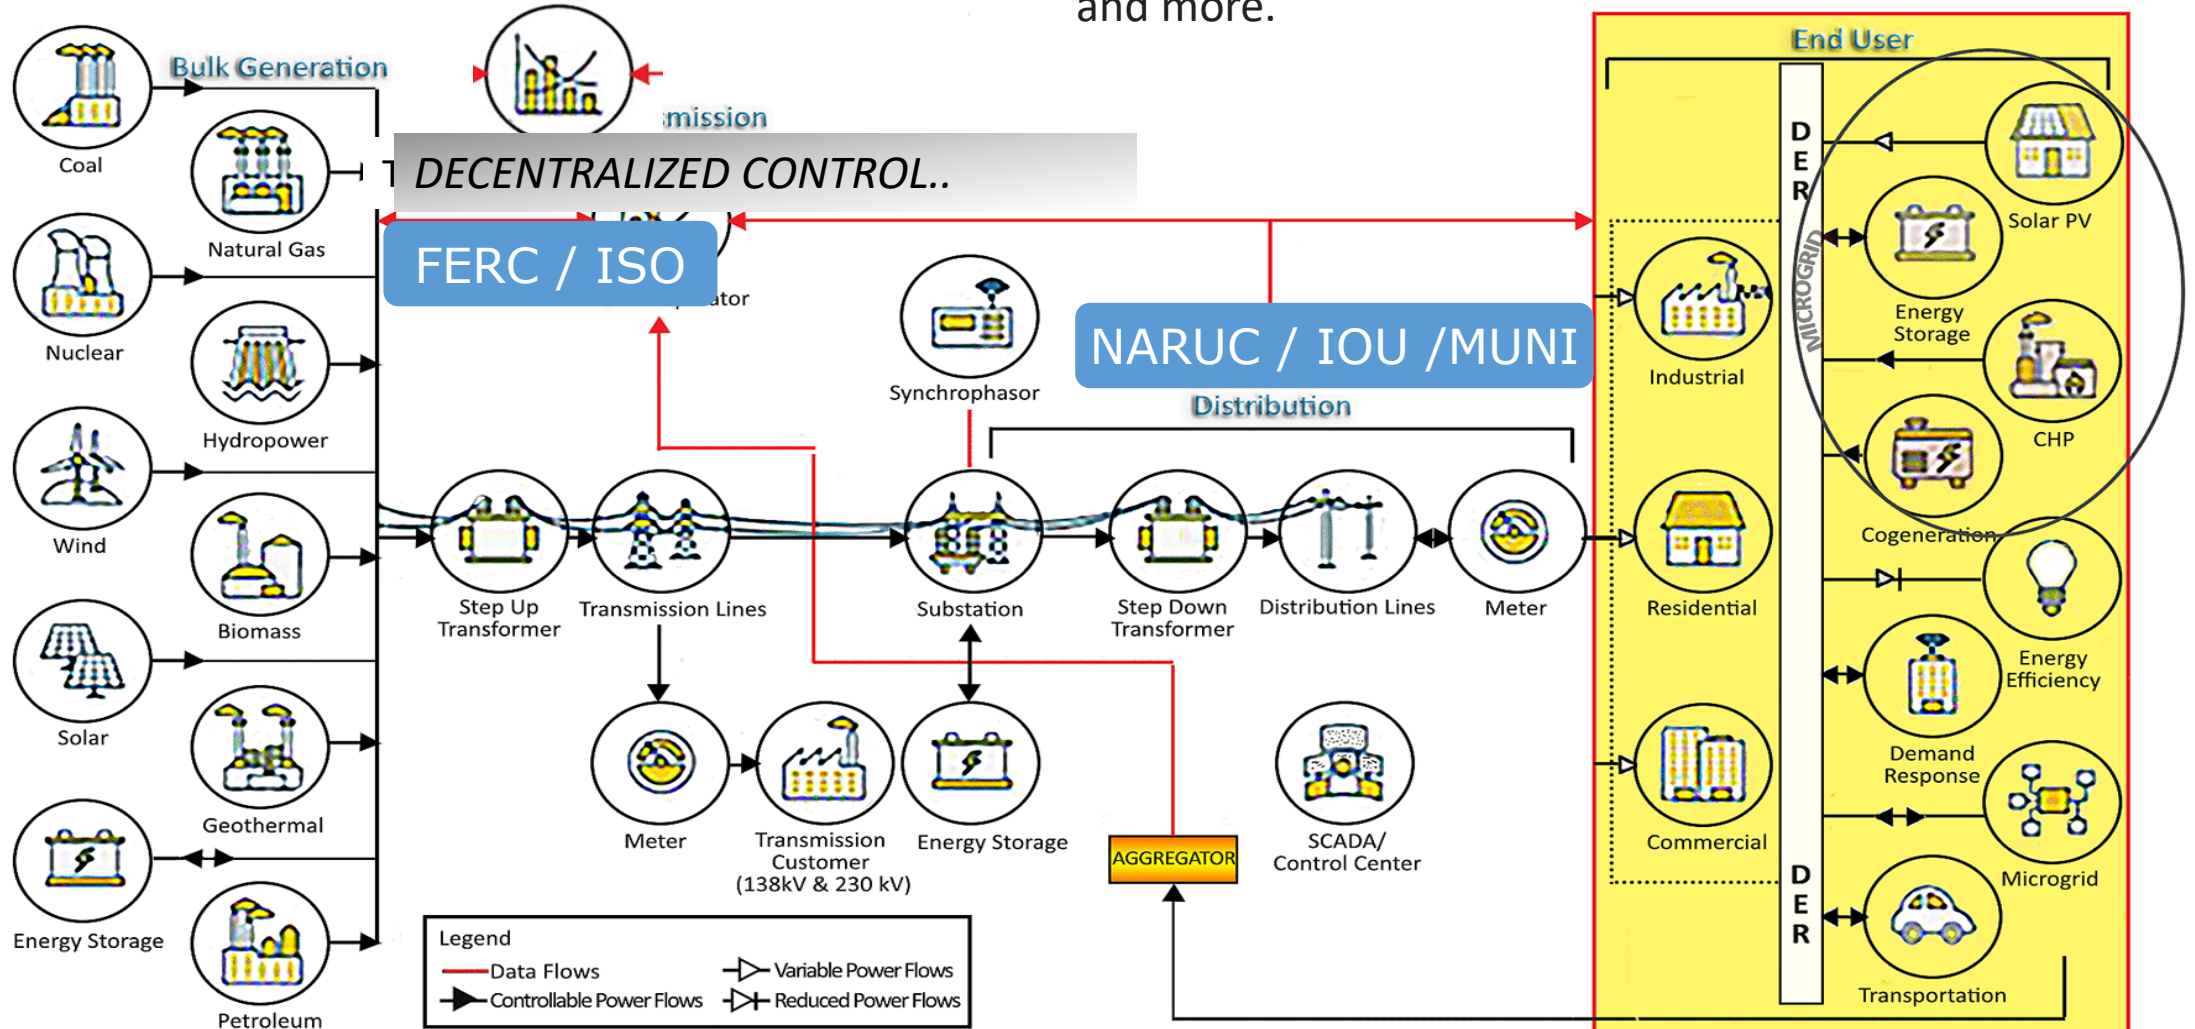 and more.
End User
Bulk Generation
smission
DECENTRALIZED CONTROL..
T
FERC / ISO
ator
NARUC / IOU /MUNI
Distribution
Coal
Natural Gas
Nuclear
Hydropower
Wind
Biomass
Solar
Geothermal
Energy Storage
Petroleum
Step Up
Transformer
Transmission Lines
Synchrophasor
Substation
Step Down
Transformer
Distribution Lines
Meter
Meter
Transmission
Customer
(138kV & 230 kV)
Energy Storage
AGGREGATOR
SCADA/
Control Center
Industrial
Residential
Commercial
D
E
R
D
E
R
MICROGRID
Solar PV
Energy
Storage
CHP
Cogeneration
Energy
Efficiency
Demand
Response
Microgrid
Transportation
Legend
Data Flows
Variable Power Flows
Controllable Power Flows
Reduced Power Flows